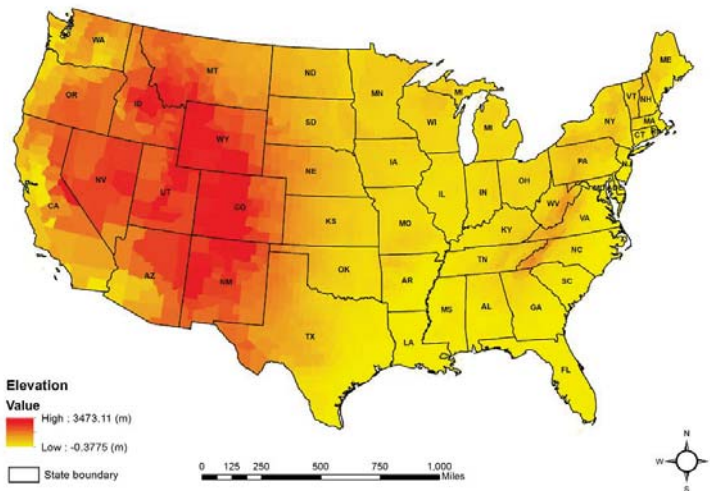 WA
ME
MT
ND
MN
VT NH
OR
ID
MI
WI
NY
MA
SD
MI
CT
WY
IA
PA
NE
NJ
NV
OH
UT
IL
IN
CO
WV
CA
KS
MO
VA
KY
NC
TN
AZ
OK
NM
AR
SC
MS
AL
GA
TX
LA
FL
Elevation
Value
High : 3473.11 (m)
Low : -0.3775 (m)
State boundary
0 125 250 500 750 1,000
Miles
N
W E
S